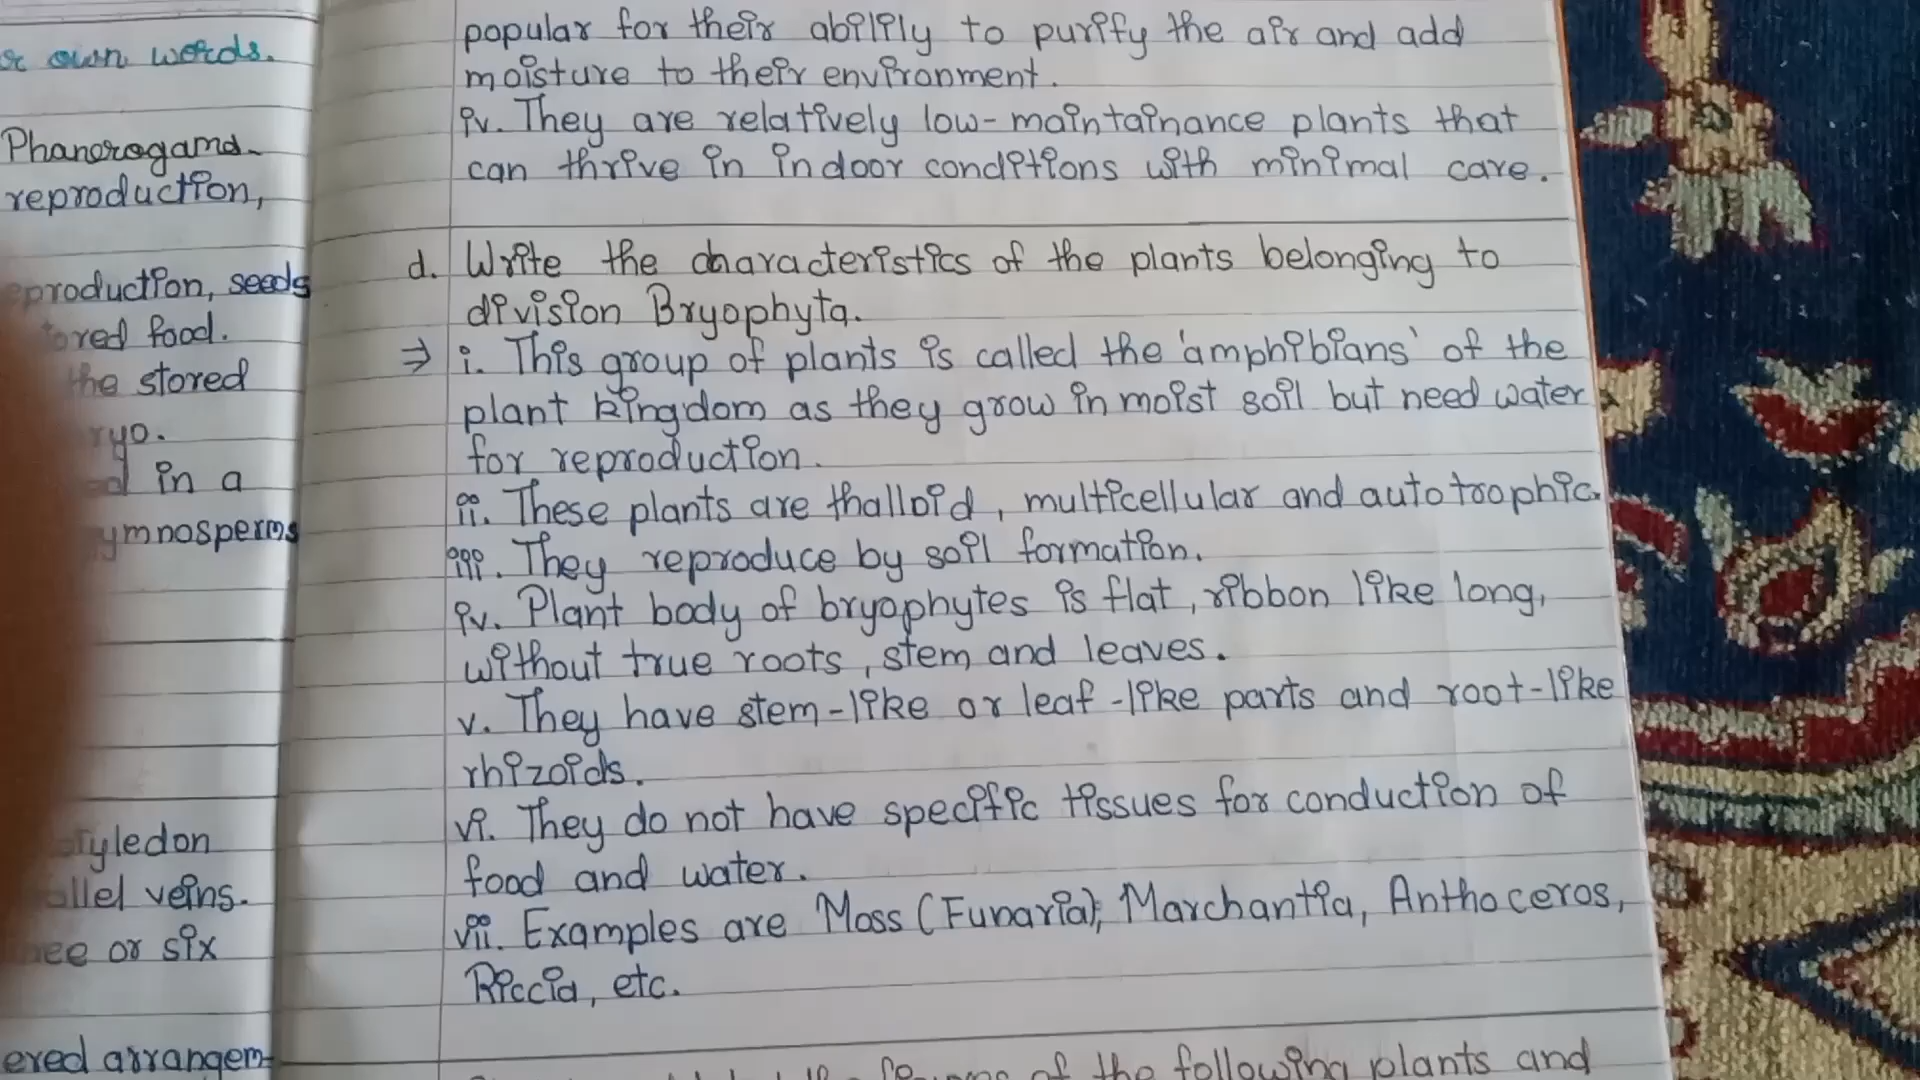 own words.
Phanerogams
reproduction,
production, seeds
ored food.
the stored
ryo.
in a
ymnosperms
tyledon
allel veins.
ee or six
ered arrangem-
popular for their abilily to purify the air and add
moisture to their environment.
iv. They are relatively low-maintainance plants that
can thrive in indoor conditions with minimal care.
d. Write the characteristics of the plants belonging to
division Bryophyta.
⇒ i. This group of plants is called the 'amphibians' of the
plant kingdom as they grow in moist soil but need water
for reproduction.
ii. These plants are thalloid, multicellular and autotrophic.
iii. They reproduce by soil formation.
iv. Plant body of bryophytes is flat, ribbon like long,
without true roots, stem and leaves.
v. They have stem-like or leaf-like parts and root-like
rhizoids.
vi. They do not have specific tissues for conduction of
food and water.
vii. Examples are Moss (Funaria), Marchantia, Anthoceros,
Riccia, etc.
of the following plants and